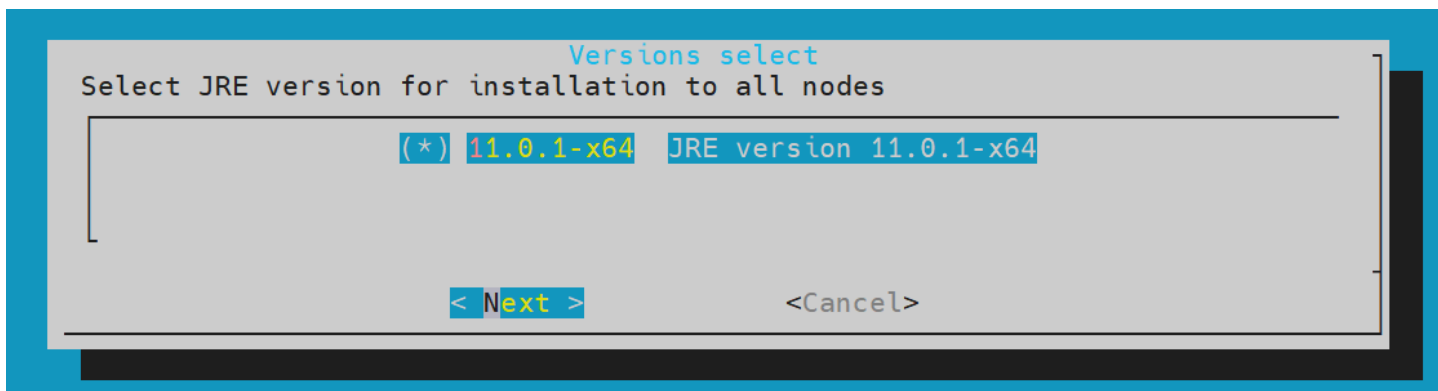 Versions select
Select JRE version for installation to all nodes
(*) 11.0.1-x64 JRE version 11.0.1-x64
< Next > <Cancel>